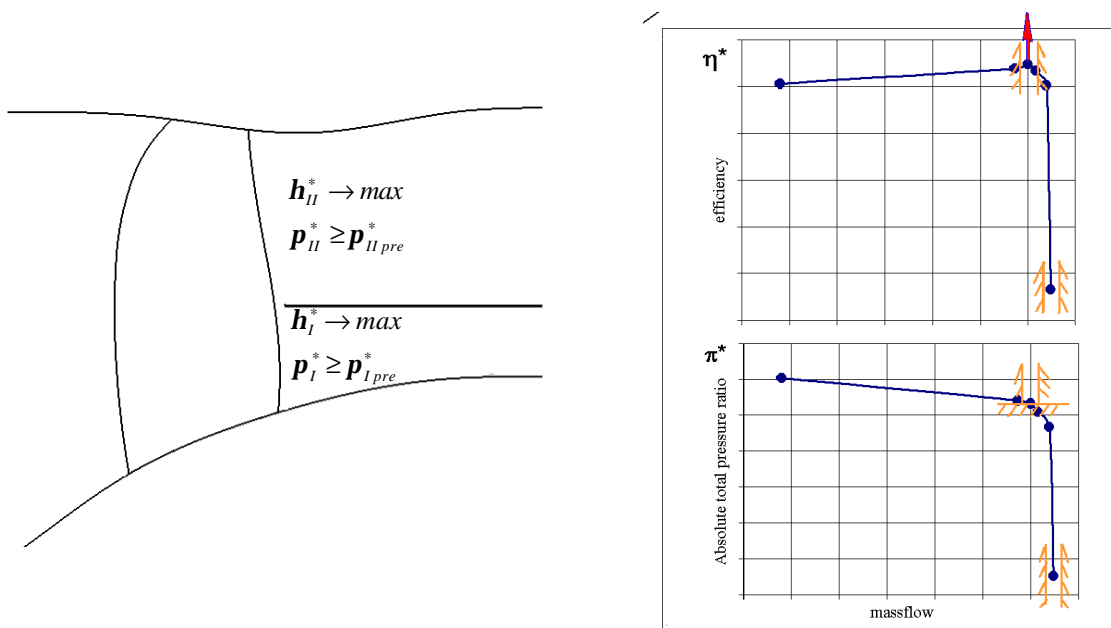 h*II → max
p*II ≥ p*II pre
h*I → max
p*I ≥ p*I pre
η*
efficiency
π*
Absolute total pressure ratio
massflow